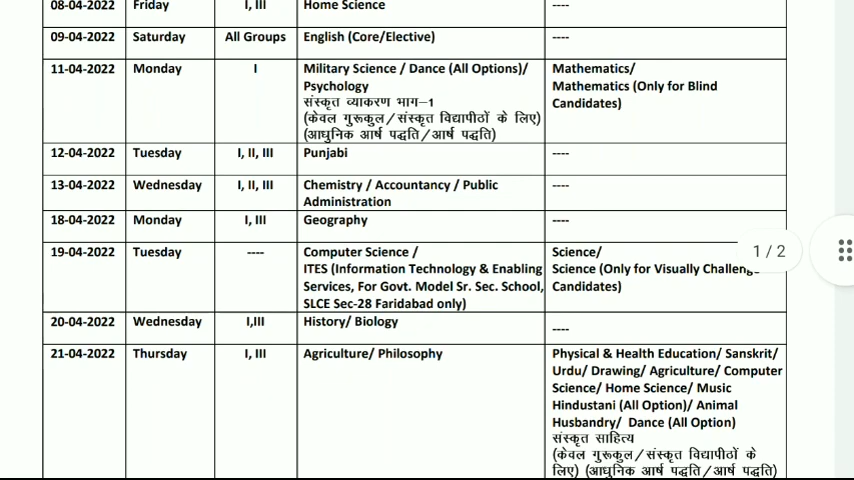 08-04-2022 Friday I, III Home Science ----
09-04-2022 Saturday All Groups English (Core/Elective) ----
11-04-2022 Monday I Military Science / Dance (All Options)/ Mathematics/
Psychology Mathematics (Only for Blind
संस्कृत व्याकरण भाग–1 Candidates)
(केवल गुरूकुल/संस्कृत विद्यापीठों के लिए)
(आधुनिक आर्ष पद्धति/आर्ष पद्धति)
12-04-2022 Tuesday I, II, III Punjabi ----
13-04-2022 Wednesday I, II, III Chemistry / Accountancy / Public ----
Administration
18-04-2022 Monday I, III Geography ----
19-04-2022 Tuesday ---- Computer Science / Science/
ITES (Information Technology & Enabling Science (Only for Visually Challenge
Services, For Govt. Model Sr. Sec. School, Candidates)
SLCE Sec-28 Faridabad only)
1 / 2
20-04-2022 Wednesday I,III History/ Biology ----
21-04-2022 Thursday I, III Agriculture/ Philosophy Physical & Health Education/ Sanskrit/
Urdu/ Drawing/ Agriculture/ Computer
Science/ Home Science/ Music
Hindustani (All Option)/ Animal
Husbandry/ Dance (All Option)
संस्कृत साहित्य
(केवल गुरूकुल/संस्कृत विद्यापीठों के
लिए) (आधुनिक आर्ष पद्धति/आर्ष पद्धति)